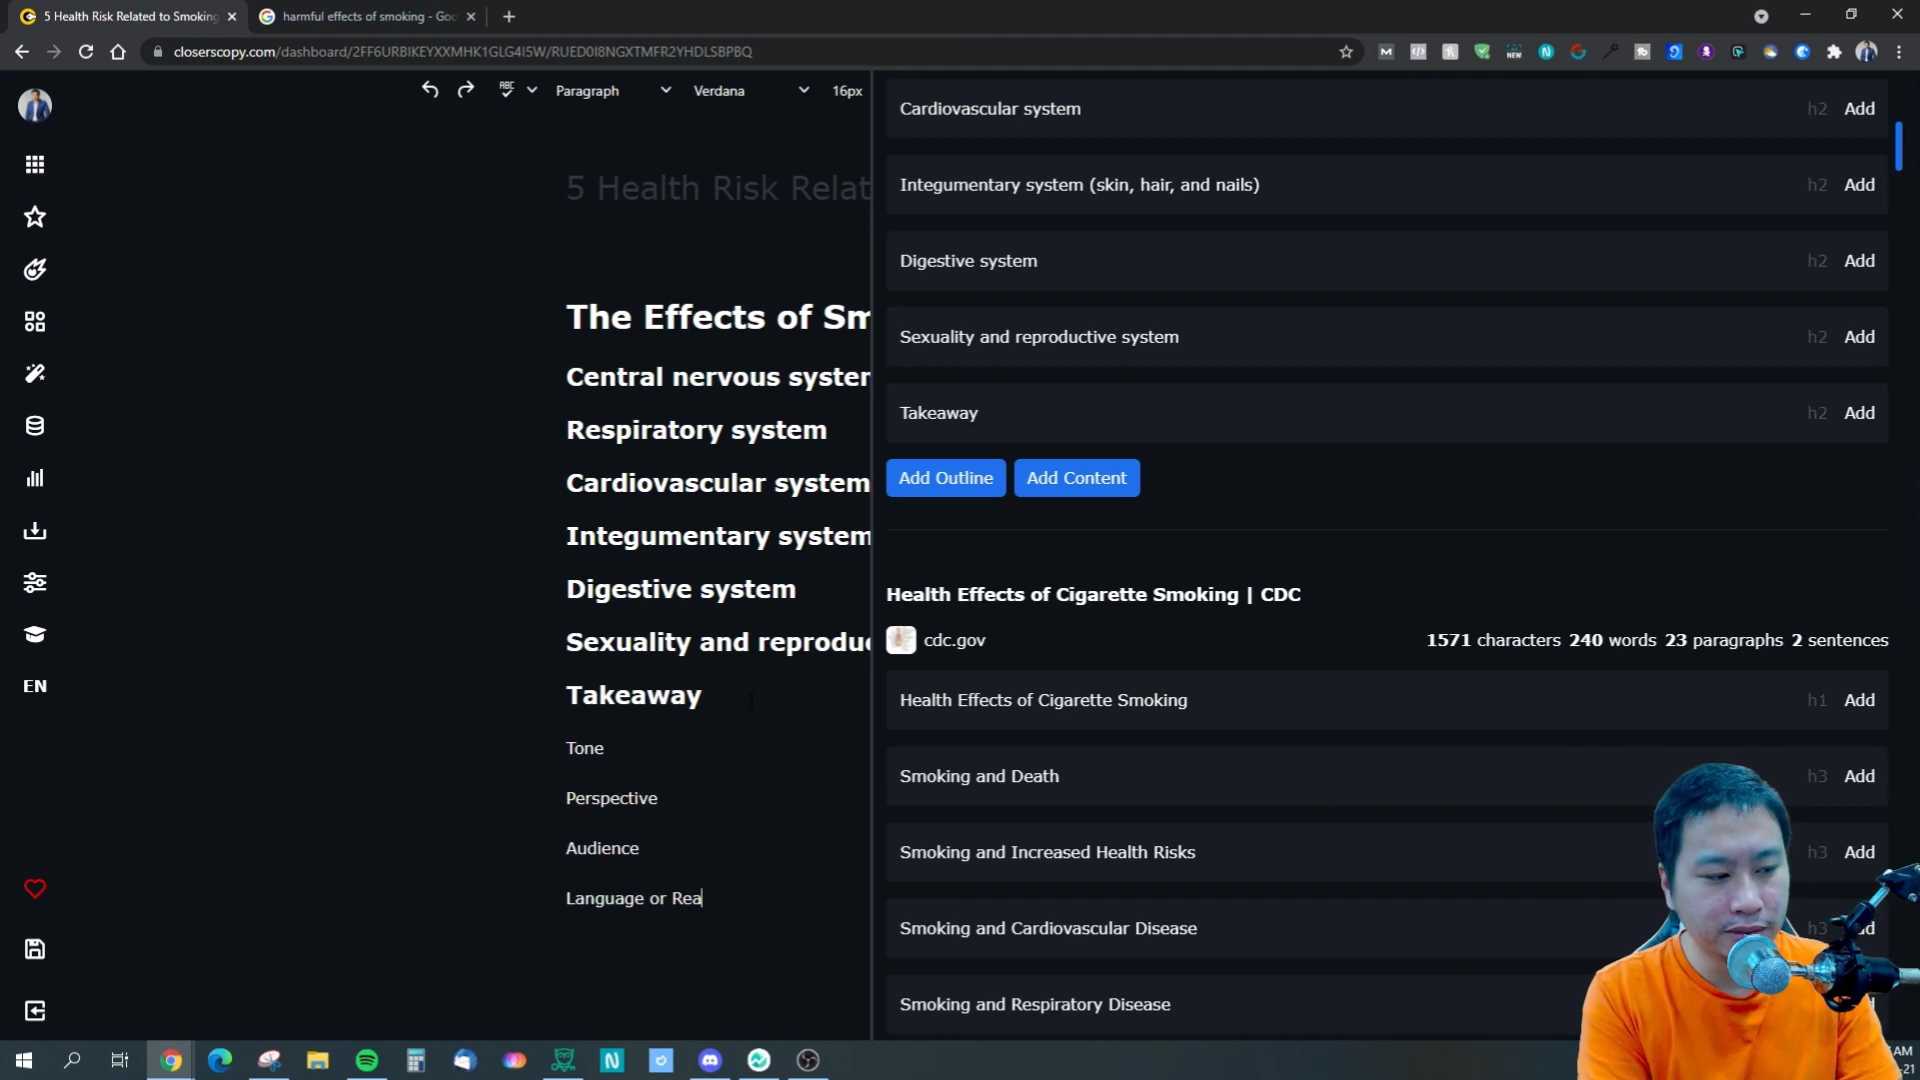 5 Health Risk Related to Smoking
harmful effects of smoking - Goo
closerscopy.com/dashboard/2FF6URBIKEYXXMHK1GLG4I5W/RUED0I8NGXTMFR2YHDLSBPBQ
ABC
Paragraph
Verdana
16px
5 Health Risk Relat
The Effects of Sm
Central nervous system
Respiratory system
Cardiovascular system
Integumentary system
Digestive system
Sexuality and reproduc
Takeaway
Tone
Perspective
Audience
Language or Rea
EN
Cardiovascular system h2 Add
Integumentary system (skin, hair, and nails) h2 Add
Digestive system h2 Add
Sexuality and reproductive system h2 Add
Takeaway h2 Add
Add Outline Add Content
Health Effects of Cigarette Smoking | CDC
cdc.gov 1571 characters 240 words 23 paragraphs 2 sentences
Health Effects of Cigarette Smoking h1 Add
Smoking and Death h3 Add
Smoking and Increased Health Risks h3 Add
Smoking and Cardiovascular Disease h3
Smoking and Respiratory Disease
AM
-21